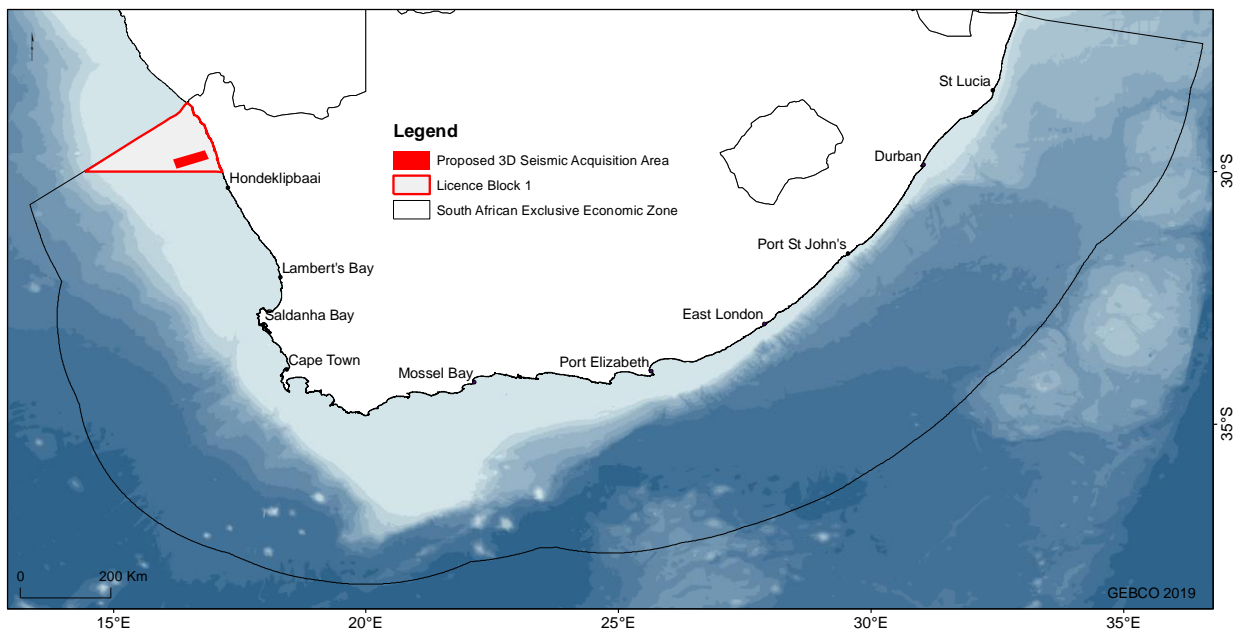 St Lucia
Legend
Proposed 3D Seismic Acquisition Area
Licence Block 1
South African Exclusive Economic Zone
Durban
30°S
Hondeklipbaai
Port St John's
Lambert's Bay
Saldanha Bay
East London
Cape Town
Mossel Bay
Port Elizabeth
35°S
0 200 Km
GEBCO 2019
15°E 20°E 25°E 30°E 35°E